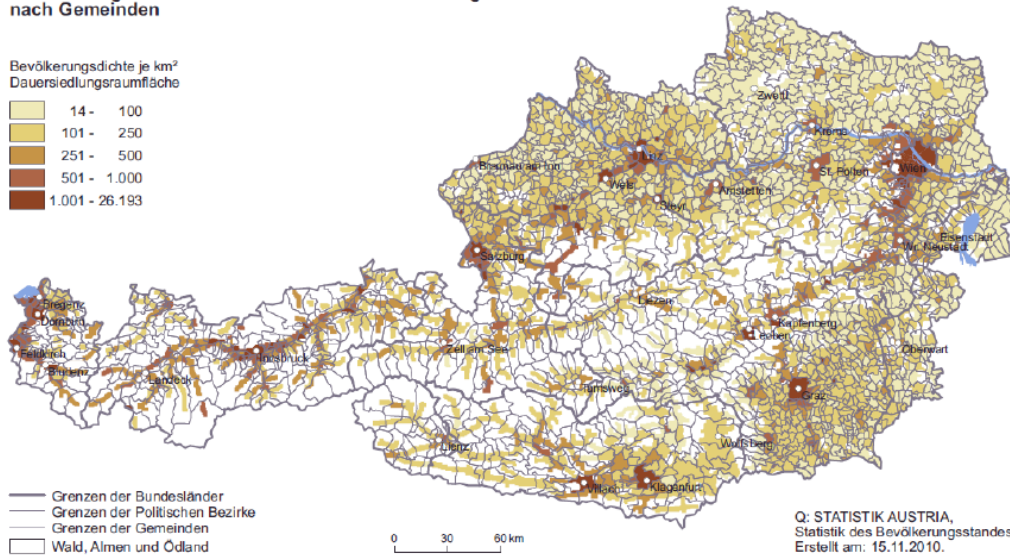 nach Gemeinden
Bevölkerungsdichte je km²
Dauersiedlungsraumfläche
14 - 100
101 - 250
251 - 500
501 - 1.000
1.001 - 26.193
Zwettl
Krems
Linz
Braunau am Inn
Wels
Steyr
Amstetten
St. Pölten
Wien
Eisenstadt
Wr. Neustadt
Salzburg
Bregenz
Dornbirn
Feldkirch
Bludenz
Landeck
Innsbruck
Zell am See
Liezen
Kapfenberg
Leoben
Oberwart
Tamsweg
Graz
Lienz
Wolfsberg
Villach
Klagenfurt
Grenzen der Bundesländer
Grenzen der Politischen Bezirke
Grenzen der Gemeinden
Wald, Almen und Ödland
0 30 60 km
Q: STATISTIK AUSTRIA,
Statistik des Bevölkerungsstandes
Erstellt am: 15.11.2010.